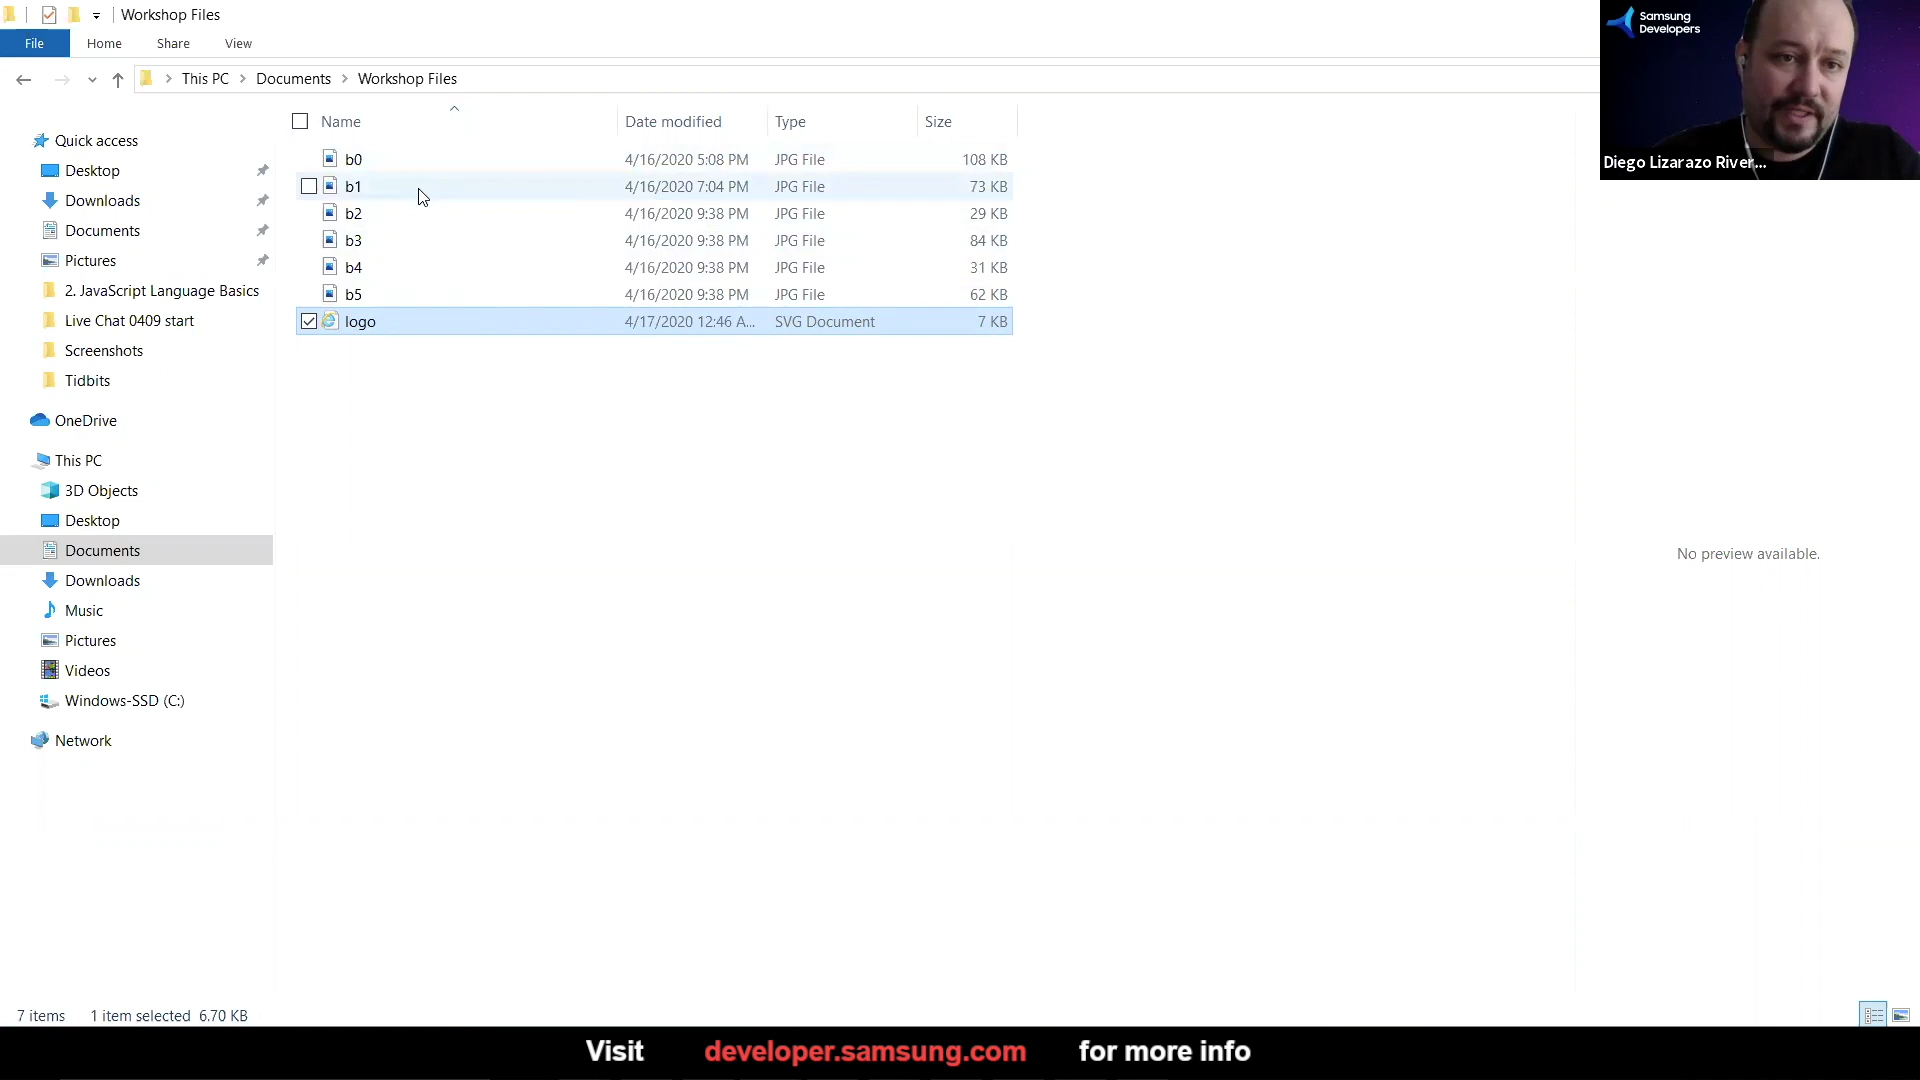 Workshop Files
File Home Share View
This PC Documents Workshop Files
Name Date modified Type Size
b0 4/16/2020 5:08 PM JPG File 108 KB
b1 4/16/2020 7:04 PM JPG File 73 KB
b2 4/16/2020 9:38 PM JPG File 29 KB
b3 4/16/2020 9:38 PM JPG File 84 KB
b4 4/16/2020 9:38 PM JPG File 31 KB
b5 4/16/2020 9:38 PM JPG File 62 KB
logo 4/17/2020 12:46 A... SVG Document 7 KB
Quick access
Desktop
Downloads
Documents
Pictures
2. JavaScript Language Basics
Live Chat 0409 start
Screenshots
Tidbits
OneDrive
This PC
3D Objects
Desktop
Documents
Downloads
Music
Pictures
Videos
Windows-SSD (C:)
Network
No preview available.
Samsung
Developers
Diego Lizarazo River...
7 items 1 item selected 6.70 KB
Visit developer.samsung.com for more info